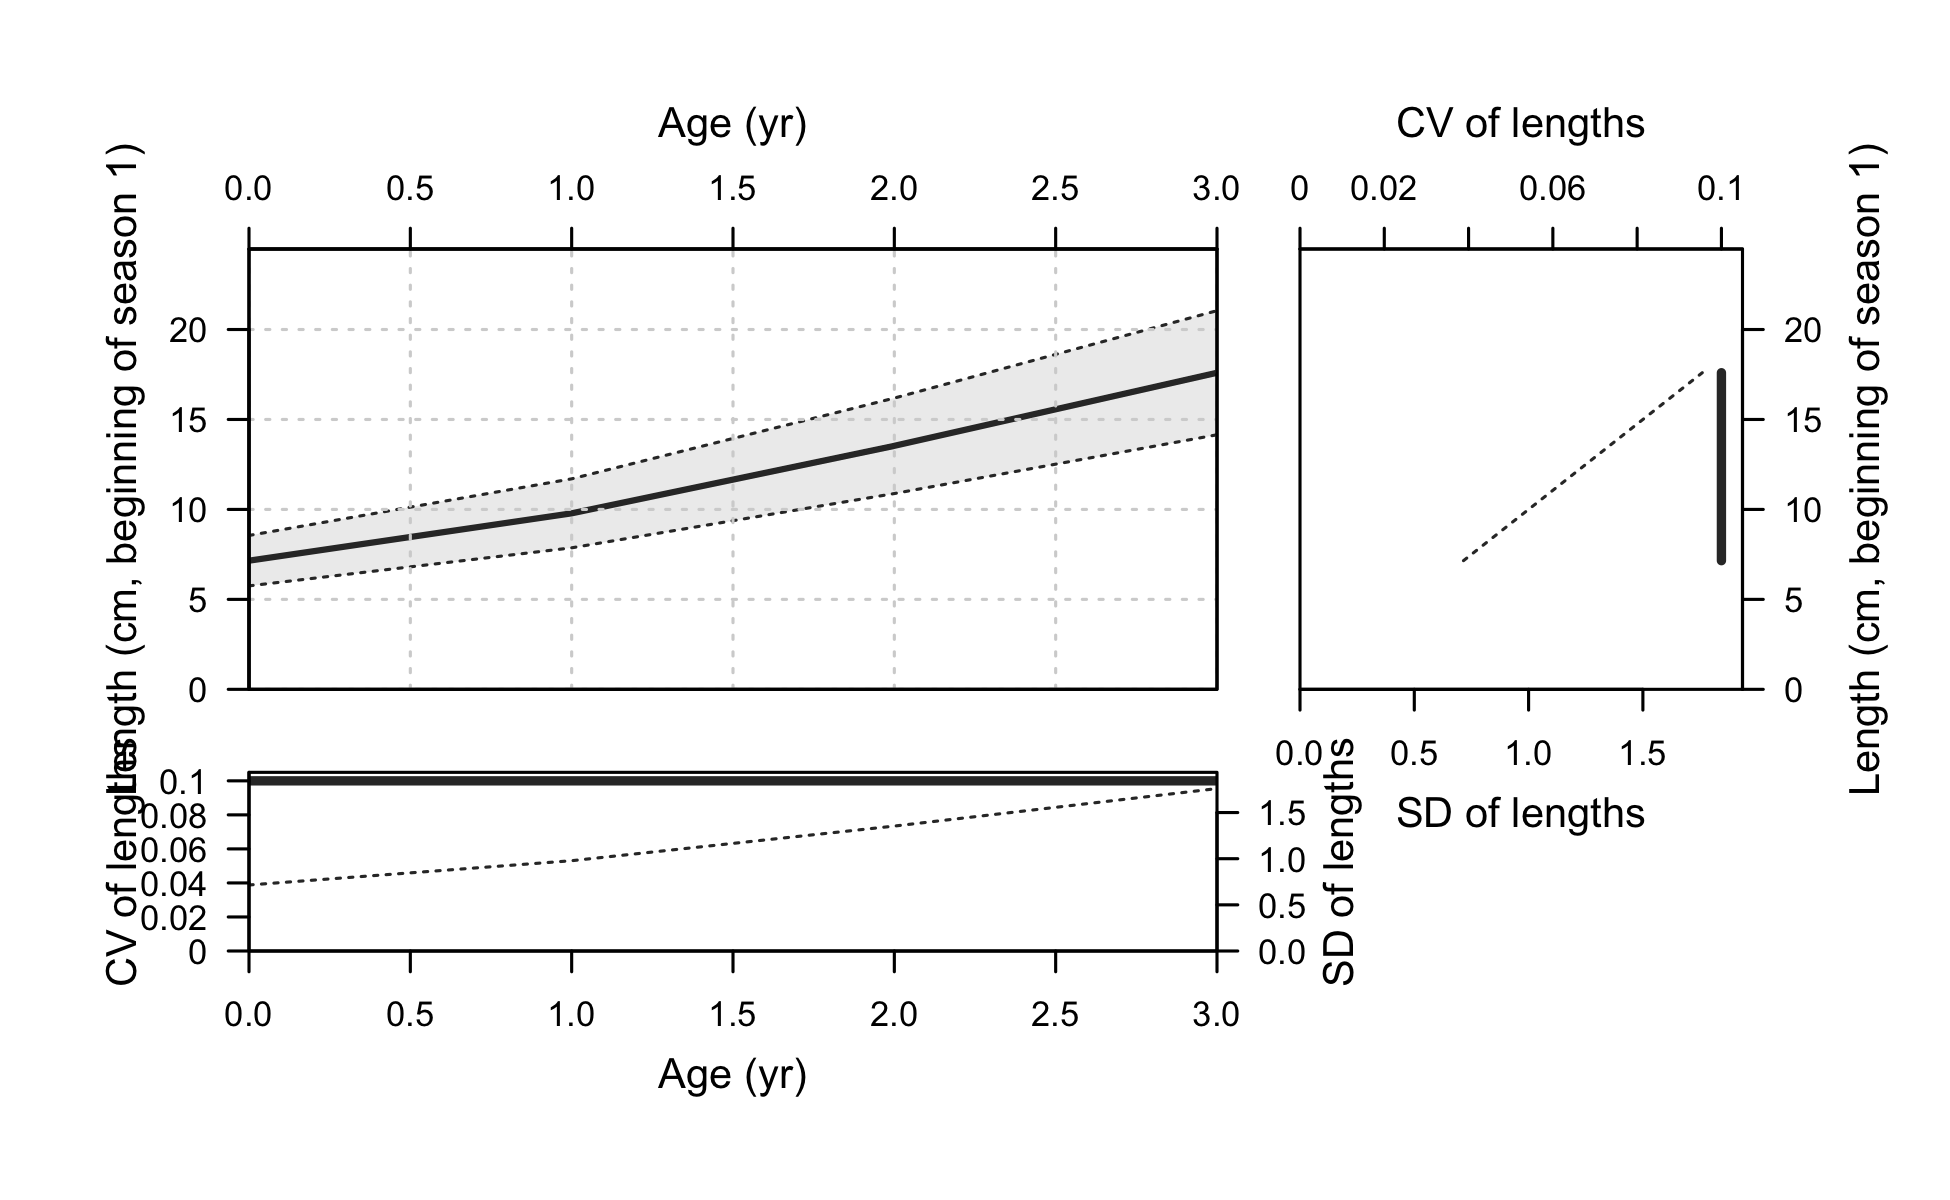 Age (yr)
0.0 0.5 1.0 1.5 2.0 2.5 3.0
Length (cm, beginning of season 1)
20
15
10
5
0
CV of lengths
0 0.02 0.06 0.1
Length (cm, beginning of season 1)
20
15
10
5
0
0.0 0.5 1.0 1.5
SD of lengths
CV of lengths
0.1
0.08
0.06
0.04
0.02
0
1.5
1.0
0.5
0.0
SD of lengths
0.0 0.5 1.0 1.5 2.0 2.5 3.0
Age (yr)